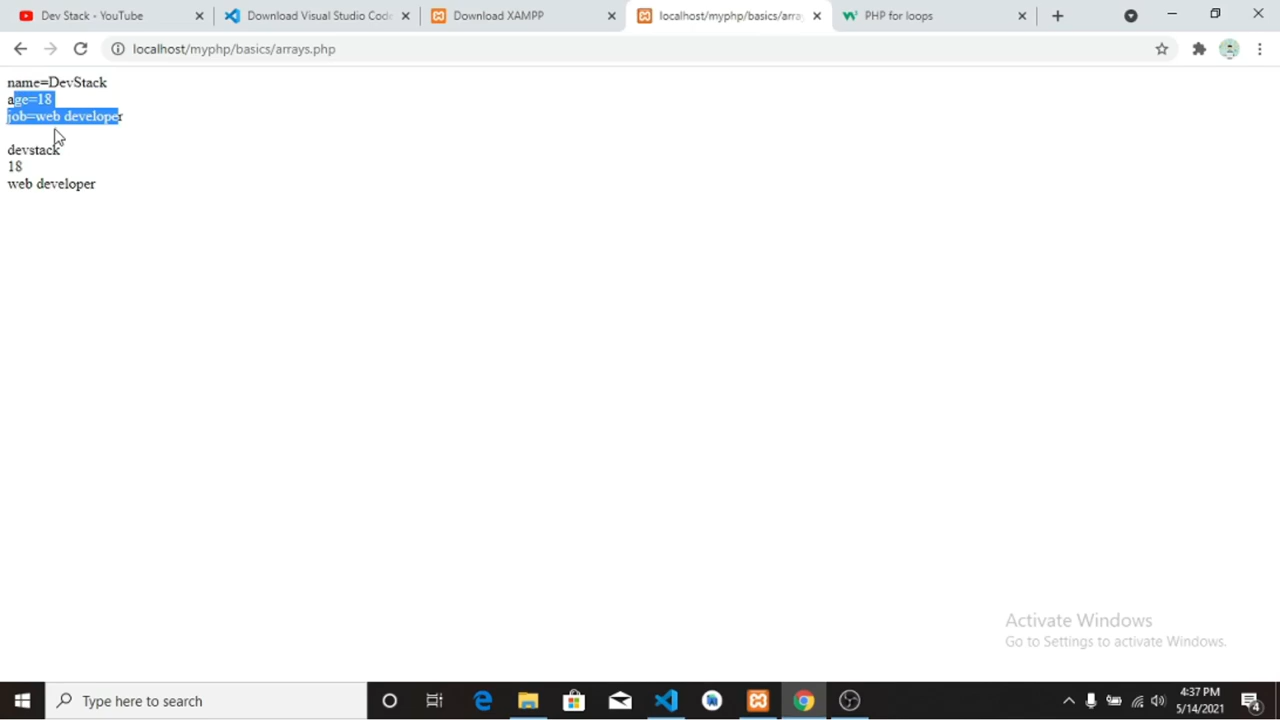 Dev Stack - YouTube
Download Visual Studio Code
Download XAMPP
localhost/myphp/basics/array
PHP for loops
localhost/myphp/basics/arrays.php
name=DevStack
age=18
job=web developer
devstack
18
web developer
Activate Windows
Go to Settings to activate Windows.
Type here to search
4:37 PM
5/14/2021
4